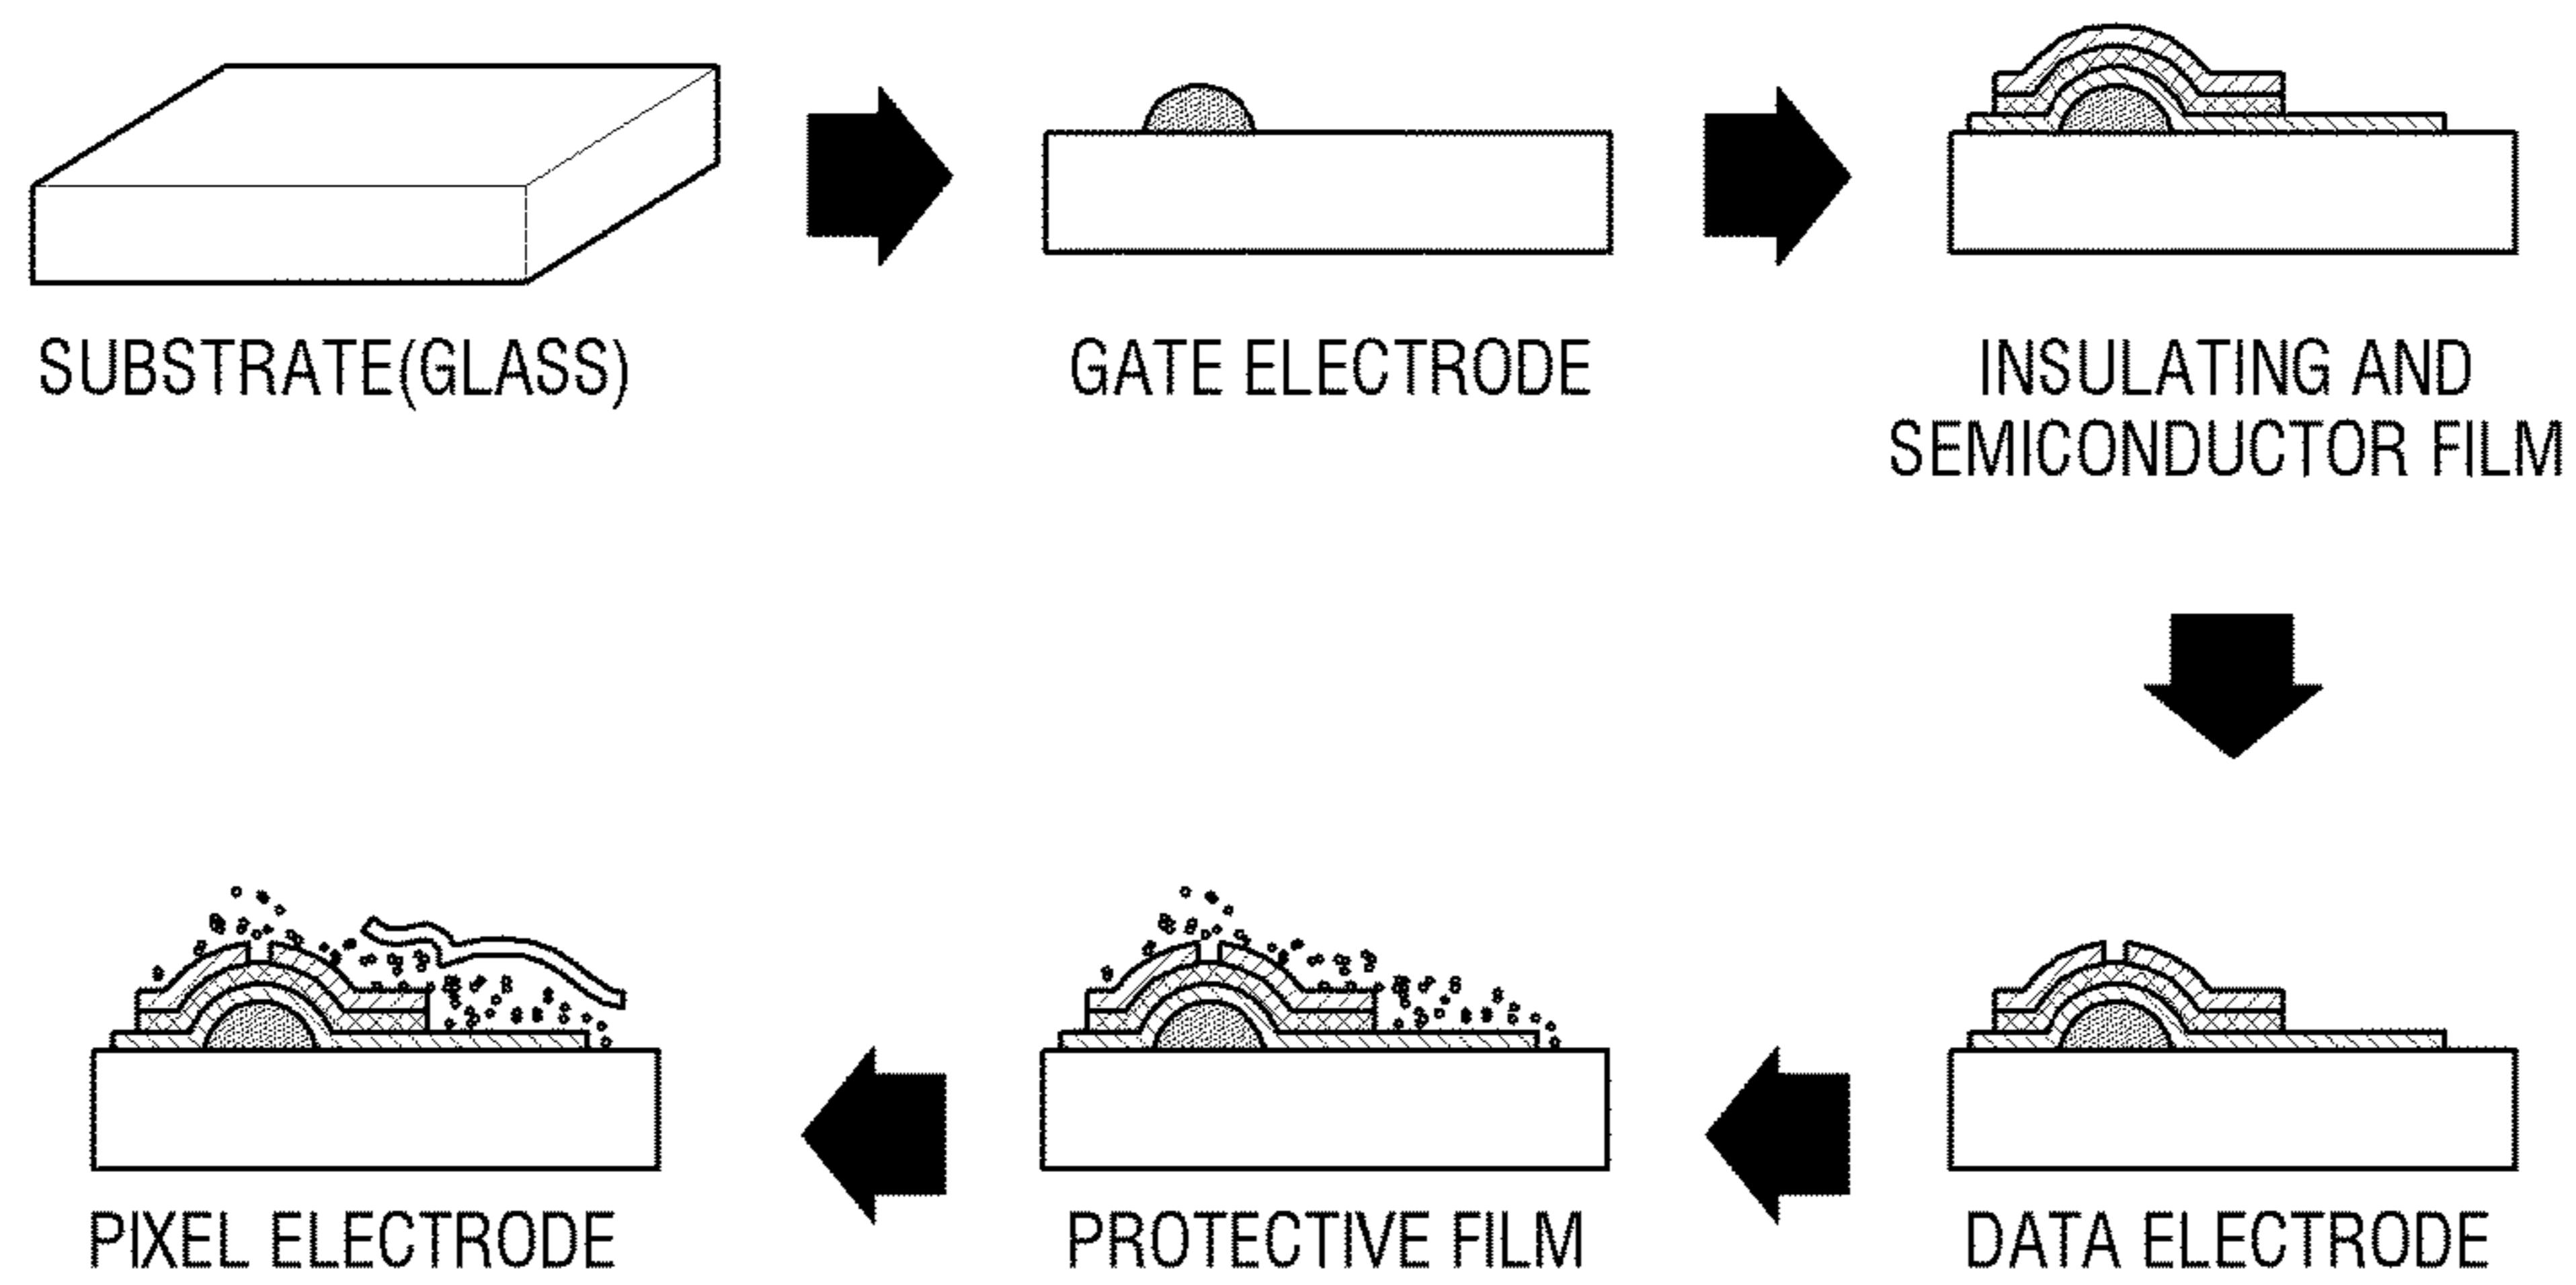 SUBSTRATE(GLASS)
GATE ELECTRODE
INSULATING AND
SEMICONDUCTOR FILM
PIXEL ELECTRODE
PROTECTIVE FILM
DATA ELECTRODE